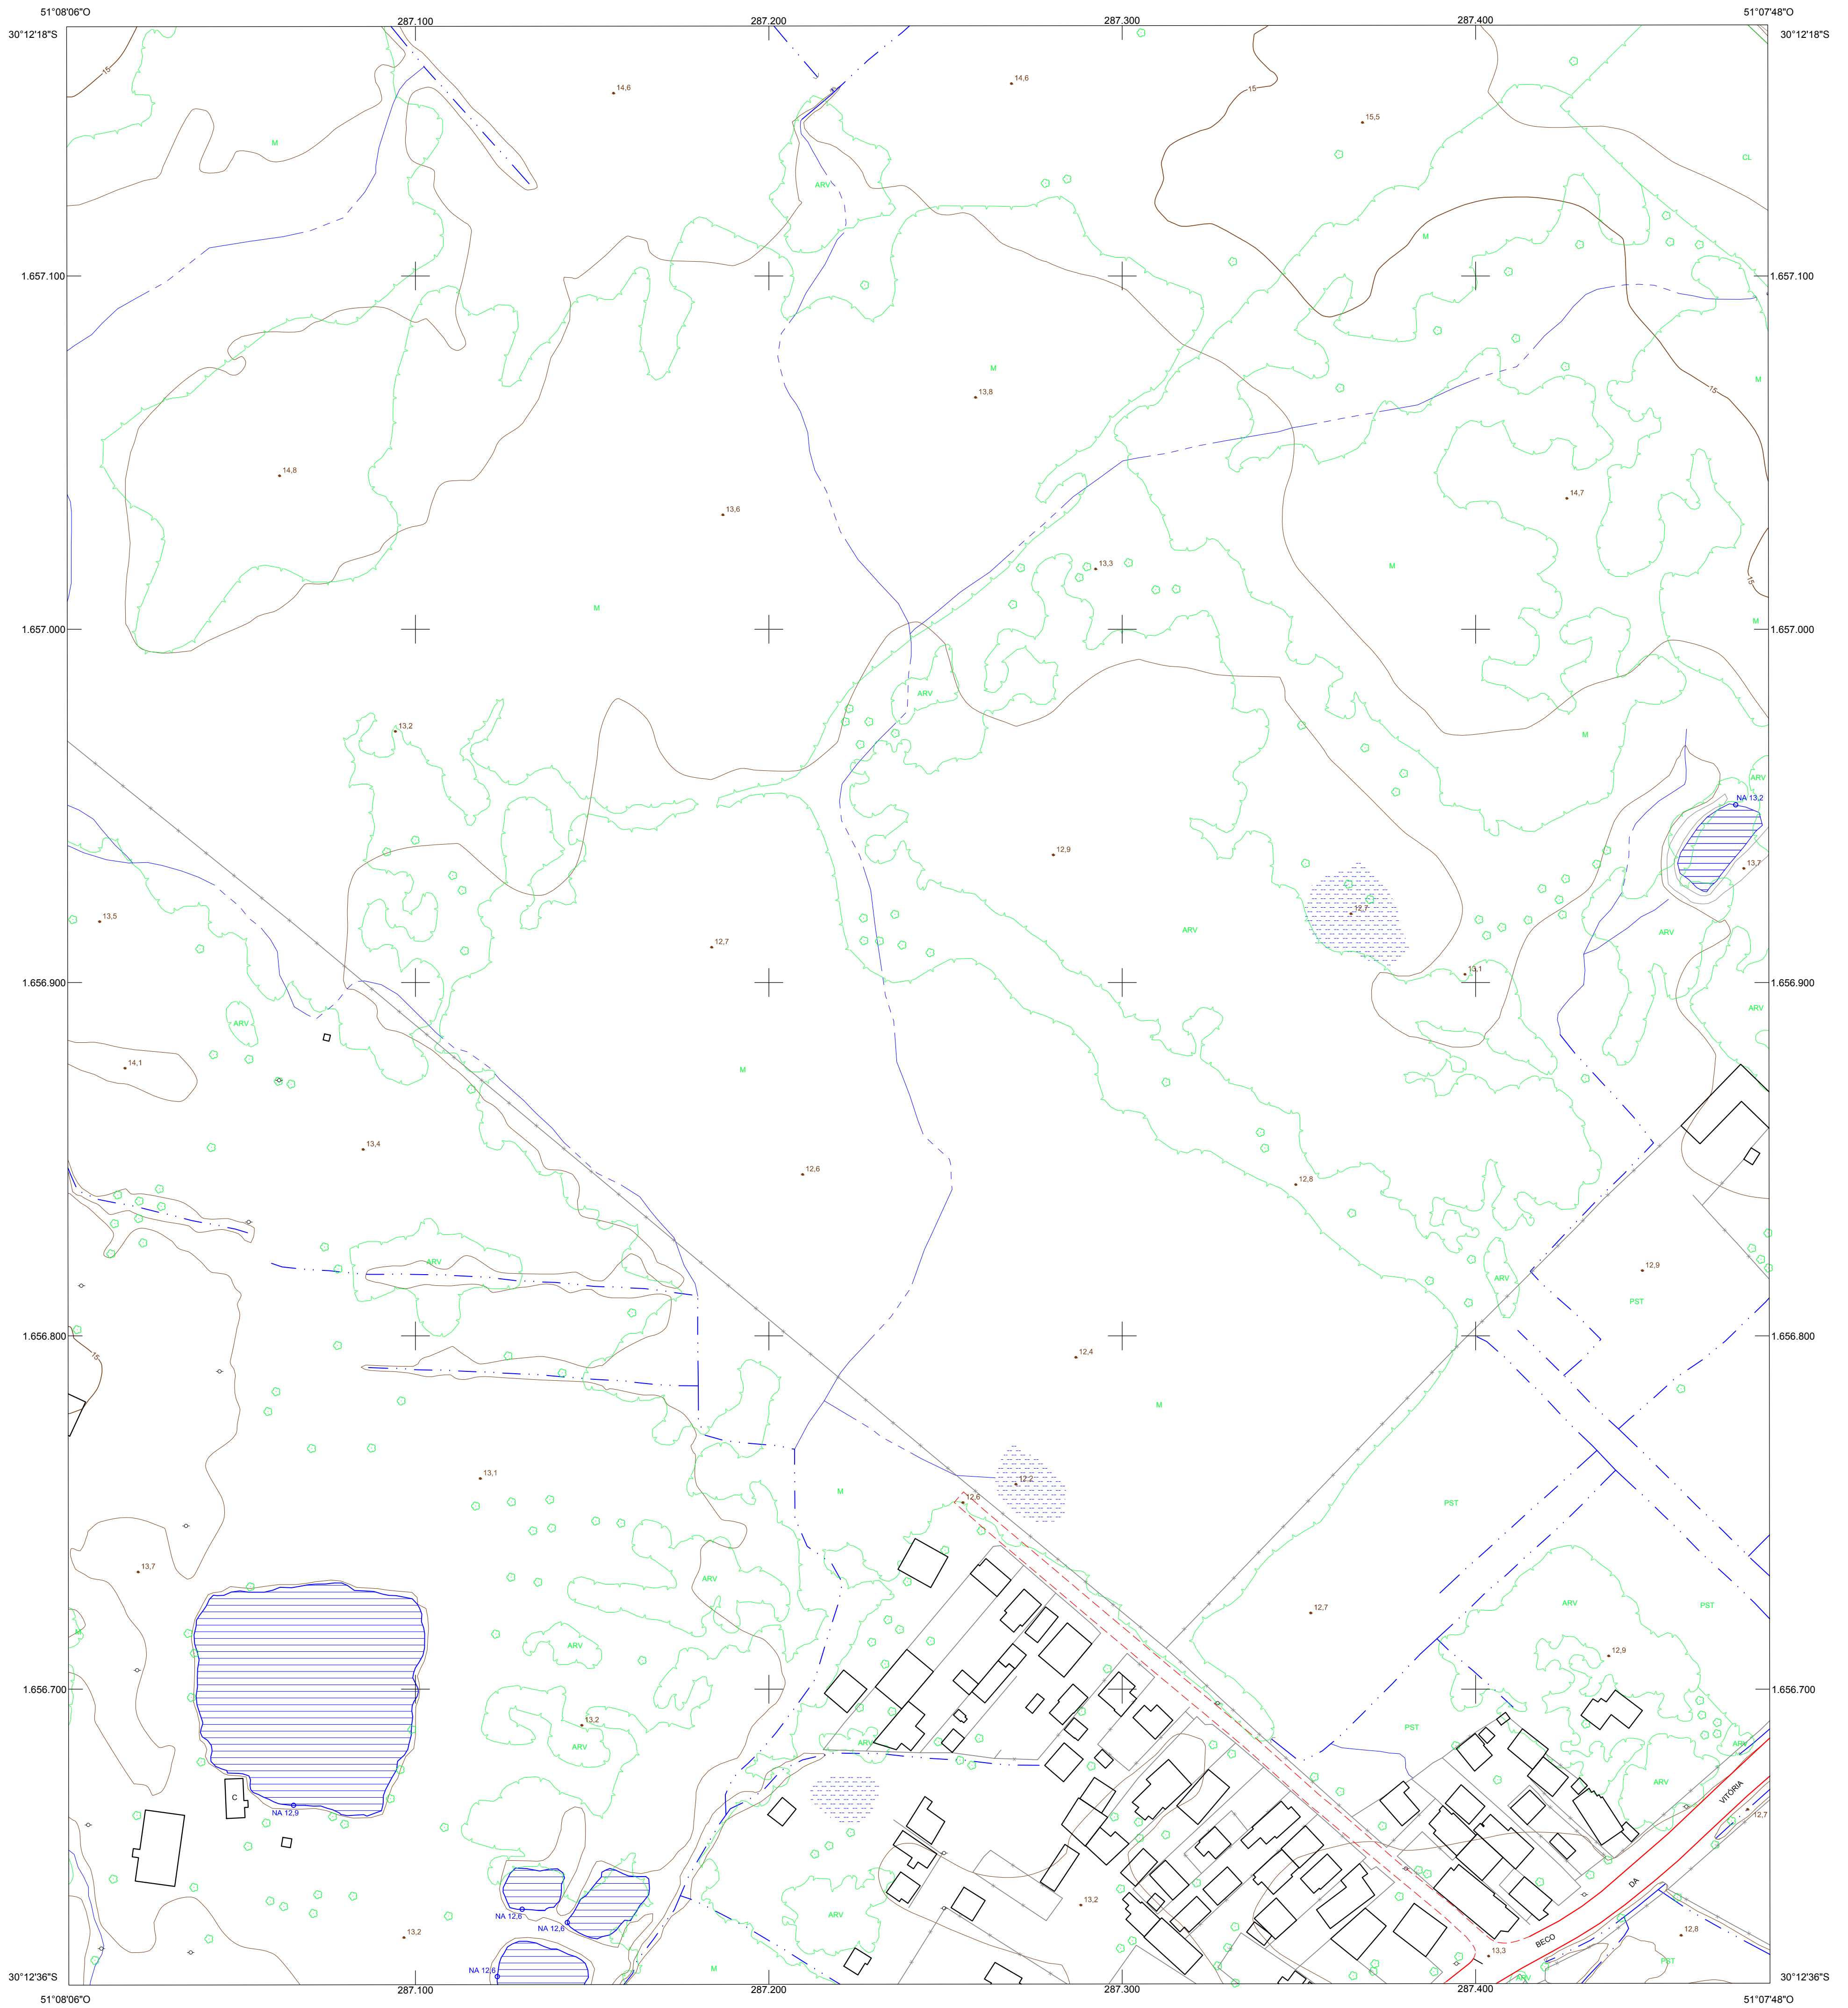 51°08'06"O
287.100
287.200
287.300
287.400
51°07'48"O
30°12'18"S
30°12'18"S
15
14,6
14,6
15
15,5
M
CL
ARV
M
1.657.100
1.657.100
M
M
13,8
15
14,8
14,7
13,6
13,3
M
15
M
1.657.000
M
1.657.000
ARV
13,2
M
ARV
NA 13,2
12,9
13,7
13,5
12,7
12,7
ARV
ARV
13,1
1.656.900
1.656.900
ARV
ARV
14,1
M
13,4
12,6
12,8
ARV
12,9
ARV
PST
1.656.800
1.656.800
15
12,4
M
13,1
12,2
M
12,6
PST
13,7
ARV
ARV
PST
M
12,7
ARV
12,9
1.656.700
1.656.700
13,2
PST
ARV
ARV
ARV
ARV
VITÓRIA
C
NA 12,9
12,7
DA
NA 12,6
NA 12,6
ARV
13,2
12,8
13,2
BECO
13,3
PST
NA 12,6
M
ARV
30°12'36"S
30°12'36"S
51°08'06"O
287.100
287.200
287.300
287.400
51°07'48"O